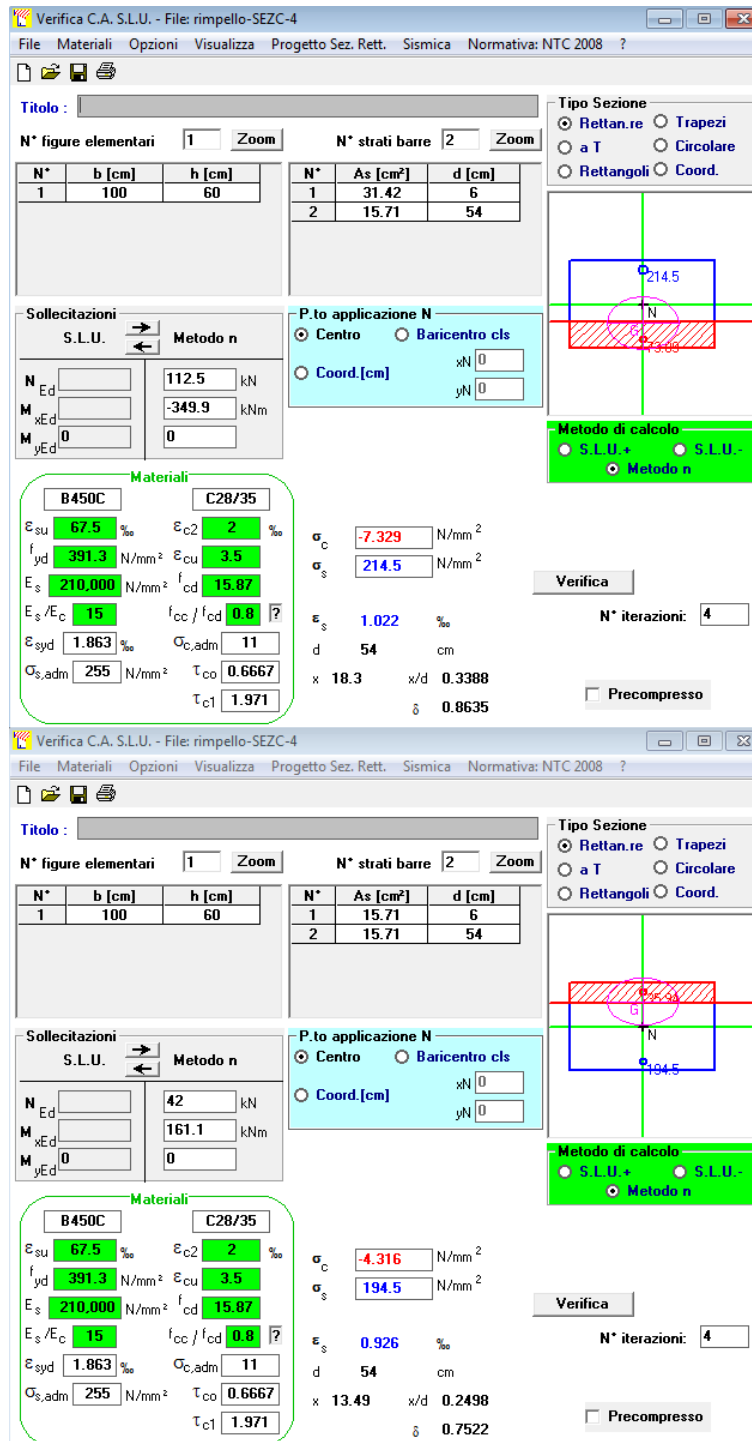 Verifica C.A. S.L.U. - File: rimpello-SEZC-4
File Materiali Opzioni Visualizza Progetto Sez. Rett. Sismica Normativa: NTC 2008 ?
Titolo :
N° figure elementari 1 Zoom N° strati barre 2 Zoom
Tipo Sezione
Rettan.re Trapezi
a T Circolare
Rettangoli Coord.
N° b [cm] h [cm]
1 100 60
N° As [cm²] d [cm]
1 31.42 6
2 15.71 54
214.5
N
G
73.09
Sollecitazioni
S.L.U. Metodo n
N Ed 112.5 kN
M xEd -349.9 kNm
M yEd 0 0
P.to applicazione N
Centro Baricentro cls
Coord.[cm] xN 0
yN 0
Metodo di calcolo
S.L.U.+ S.L.U.-
Metodo n
Materiali
B450C C28/35
εsu 67.5 ‰ εc2 2 ‰
fyd 391.3 N/mm² εcu 3.5
Es 210,000 N/mm² fcd 15.87
Es/Ec 15 fcc / fcd 0.8 ?
εsyd 1.863 ‰ σc,adm 11
σs,adm 255 N/mm² τco 0.6667
τc1 1.971
σc -7.329 N/mm²
σs 214.5 N/mm²
εs 1.022 ‰
d 54 cm
x 18.3 x/d 0.3388
δ 0.8635
Verifica
N° iterazioni: 4
Precompresso
Verifica C.A. S.L.U. - File: rimpello-SEZC-4
File Materiali Opzioni Visualizza Progetto Sez. Rett. Sismica Normativa: NTC 2008 ?
Titolo :
N° figure elementari 1 Zoom N° strati barre 2 Zoom
Tipo Sezione
Rettan.re Trapezi
a T Circolare
Rettangoli Coord.
N° b [cm] h [cm]
1 100 60
N° As [cm²] d [cm]
1 15.71 6
2 15.71 54
G
N
194.5
Sollecitazioni
S.L.U. Metodo n
N Ed 42 kN
M xEd 161.1 kNm
M yEd 0 0
P.to applicazione N
Centro Baricentro cls
Coord.[cm] xN 0
yN 0
Metodo di calcolo
S.L.U.+ S.L.U.-
Metodo n
Materiali
B450C C28/35
εsu 67.5 ‰ εc2 2 ‰
fyd 391.3 N/mm² εcu 3.5
Es 210,000 N/mm² fcd 15.87
Es/Ec 15 fcc / fcd 0.8 ?
εsyd 1.863 ‰ σc,adm 11
σs,adm 255 N/mm² τco 0.6667
τc1 1.971
σc -4.316 N/mm²
σs 194.5 N/mm²
εs 0.926 ‰
d 54 cm
x 13.49 x/d 0.2498
δ 0.7522
Verifica
N° iterazioni: 4
Precompresso